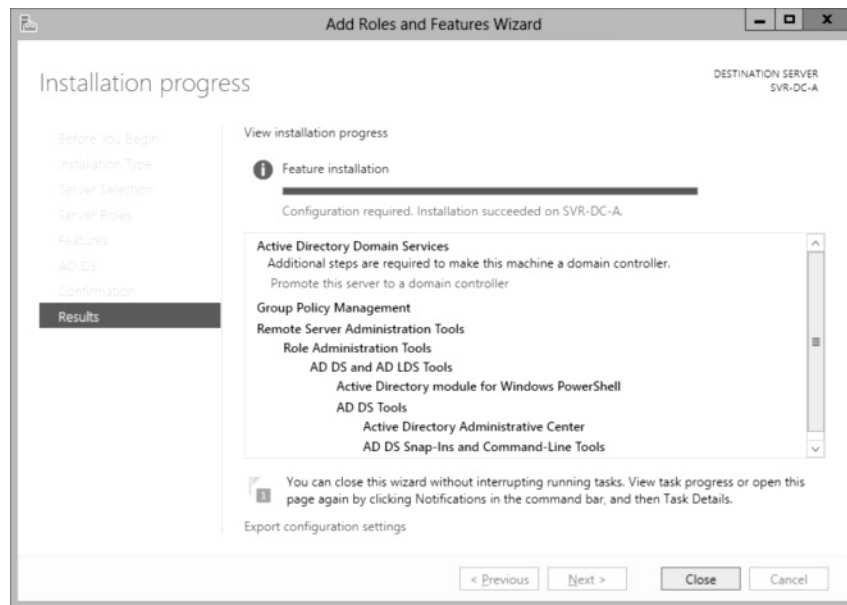 Add Roles and Features Wizard
Installation progress
DESTINATION SERVER
SVR-DC-A
Before You Begin
Installation Type
Server Selection
Server Roles
Features
AD DS
Confirmation
Results
View installation progress
Feature installation
Configuration required. Installation succeeded on SVR-DC-A.
Active Directory Domain Services
Additional steps are required to make this machine a domain controller.
Promote this server to a domain controller
Group Policy Management
Remote Server Administration Tools
Role Administration Tools
AD DS and AD LDS Tools
Active Directory module for Windows PowerShell
AD DS Tools
Active Directory Administrative Center
AD DS Snap-Ins and Command-Line Tools
1
You can close this wizard without interrupting running tasks. View task progress or open this
page again by clicking Notifications in the command bar, and then Task Details.
Export configuration settings
< Previous
Next >
Close
Cancel